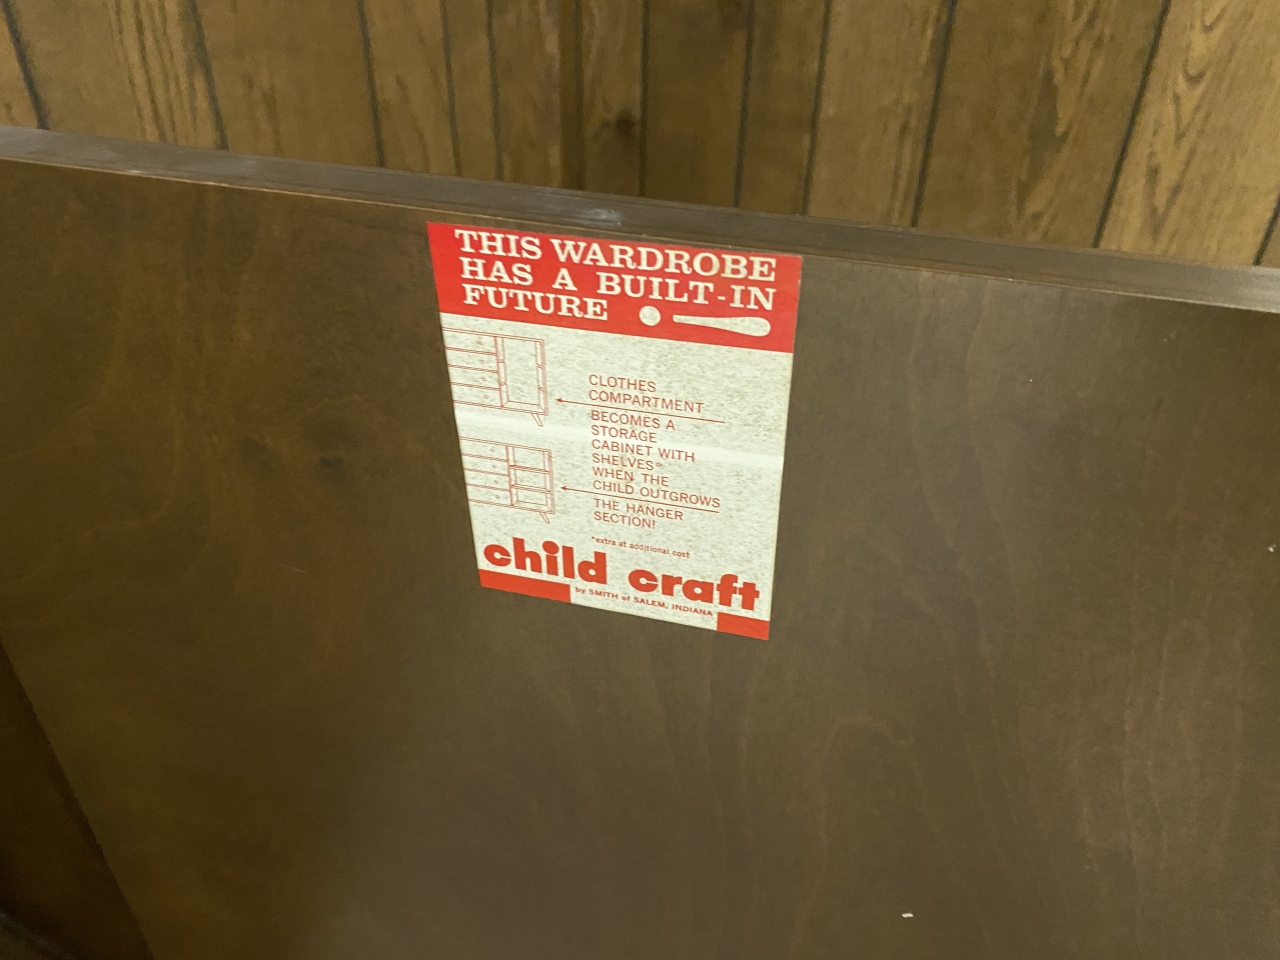 THIS WARDROBE
HAS A BUILT-IN
FUTURE
CLOTHES
COMPARTMENT
BECOMES A
STORAGE
CABINET WITH
SHELVES*
WHEN THE
CHILD OUTGROWS
THE HANGER
SECTION!
*extra at additional cost
child craft
by SMITH of SALEM, INDIANA